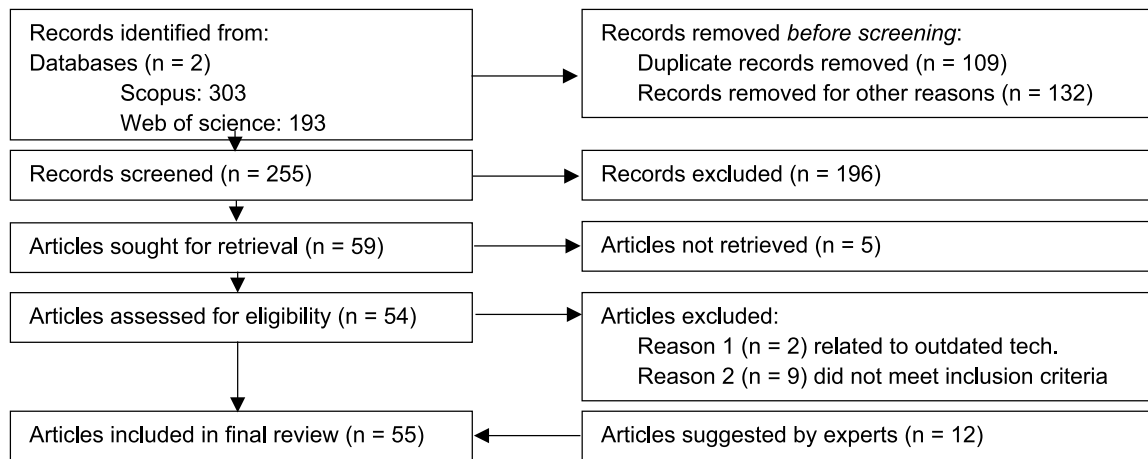 Records identified from:
Databases (n = 2)
Scopus: 303
Web of science: 193
Records removed before screening:
Duplicate records removed (n = 109)
Records removed for other reasons (n = 132)
Records screened (n = 255)
Records excluded (n = 196)
Articles sought for retrieval (n = 59)
Articles not retrieved (n = 5)
Articles assessed for eligibility (n = 54)
Articles excluded:
Reason 1 (n = 2) related to outdated tech.
Reason 2 (n = 9) did not meet inclusion criteria
Articles included in final review (n = 55)
Articles suggested by experts (n = 12)